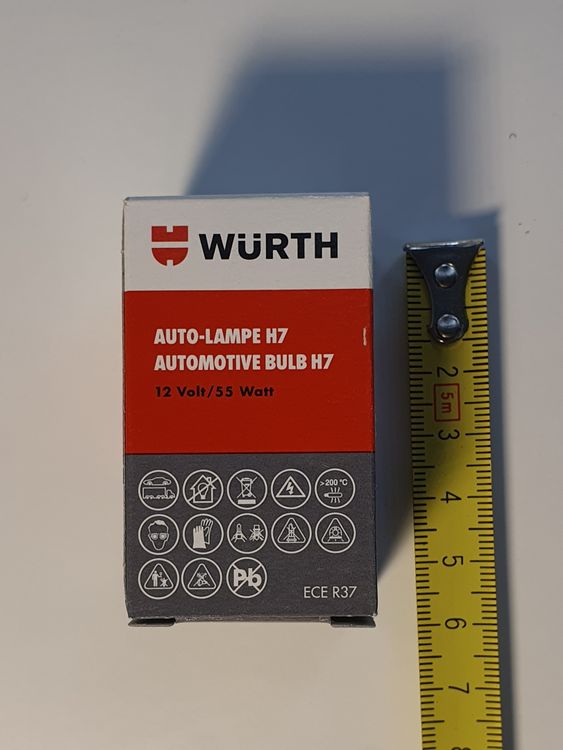 WÜRTH
AUTO-LAMPE H7
AUTOMOTIVE BULB H7
12 Volt/55 Watt
>200 °C
Pb
ECE R37
2
5m
3
4
5
6
7
8